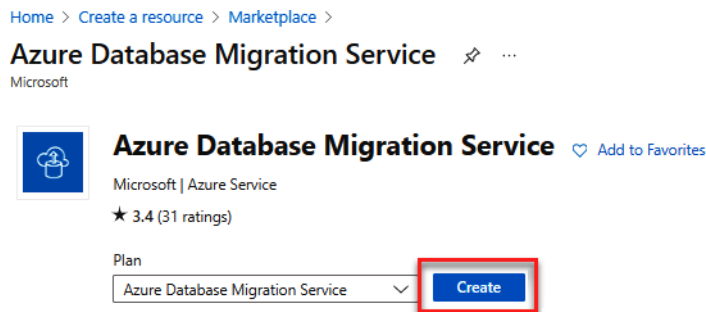 Home > Create a resource > Marketplace >
Azure Database Migration Service ...
Microsoft
Azure Database Migration Service Add to Favorites
Microsoft | Azure Service
★ 3.4 (31 ratings)
Plan
Azure Database Migration Service Create